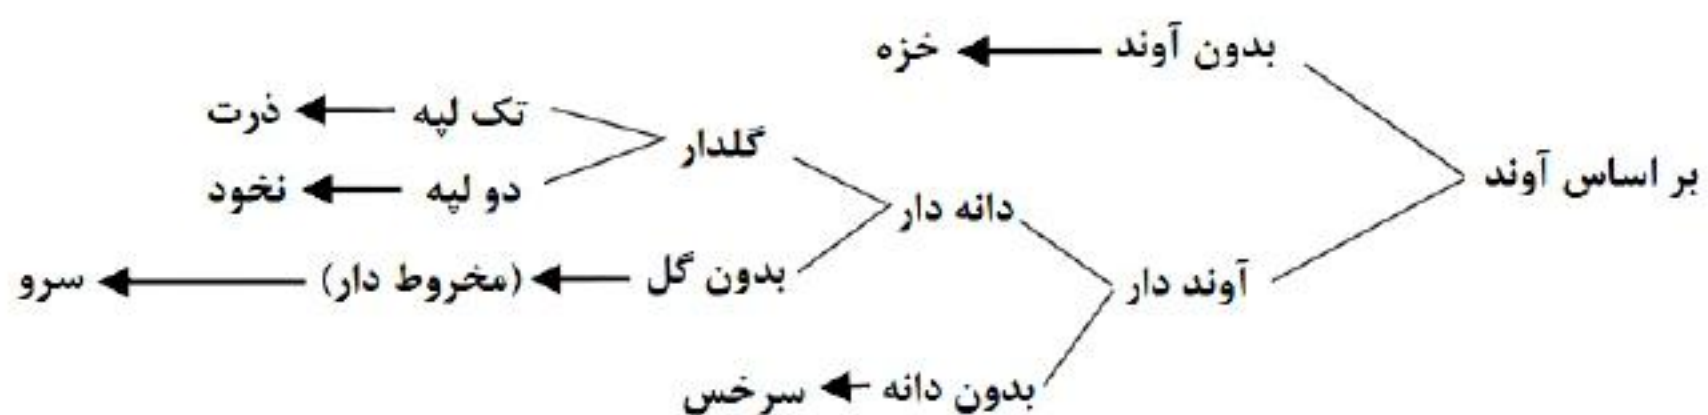 بر اساس آوند
بدون آوند
خزه
آوند دار
دانه دار
گلدار
تک لپه
ذرت
دو لپه
نخود
بدون گل
(مخروط دار)
سرو
بدون دانه
سرخس